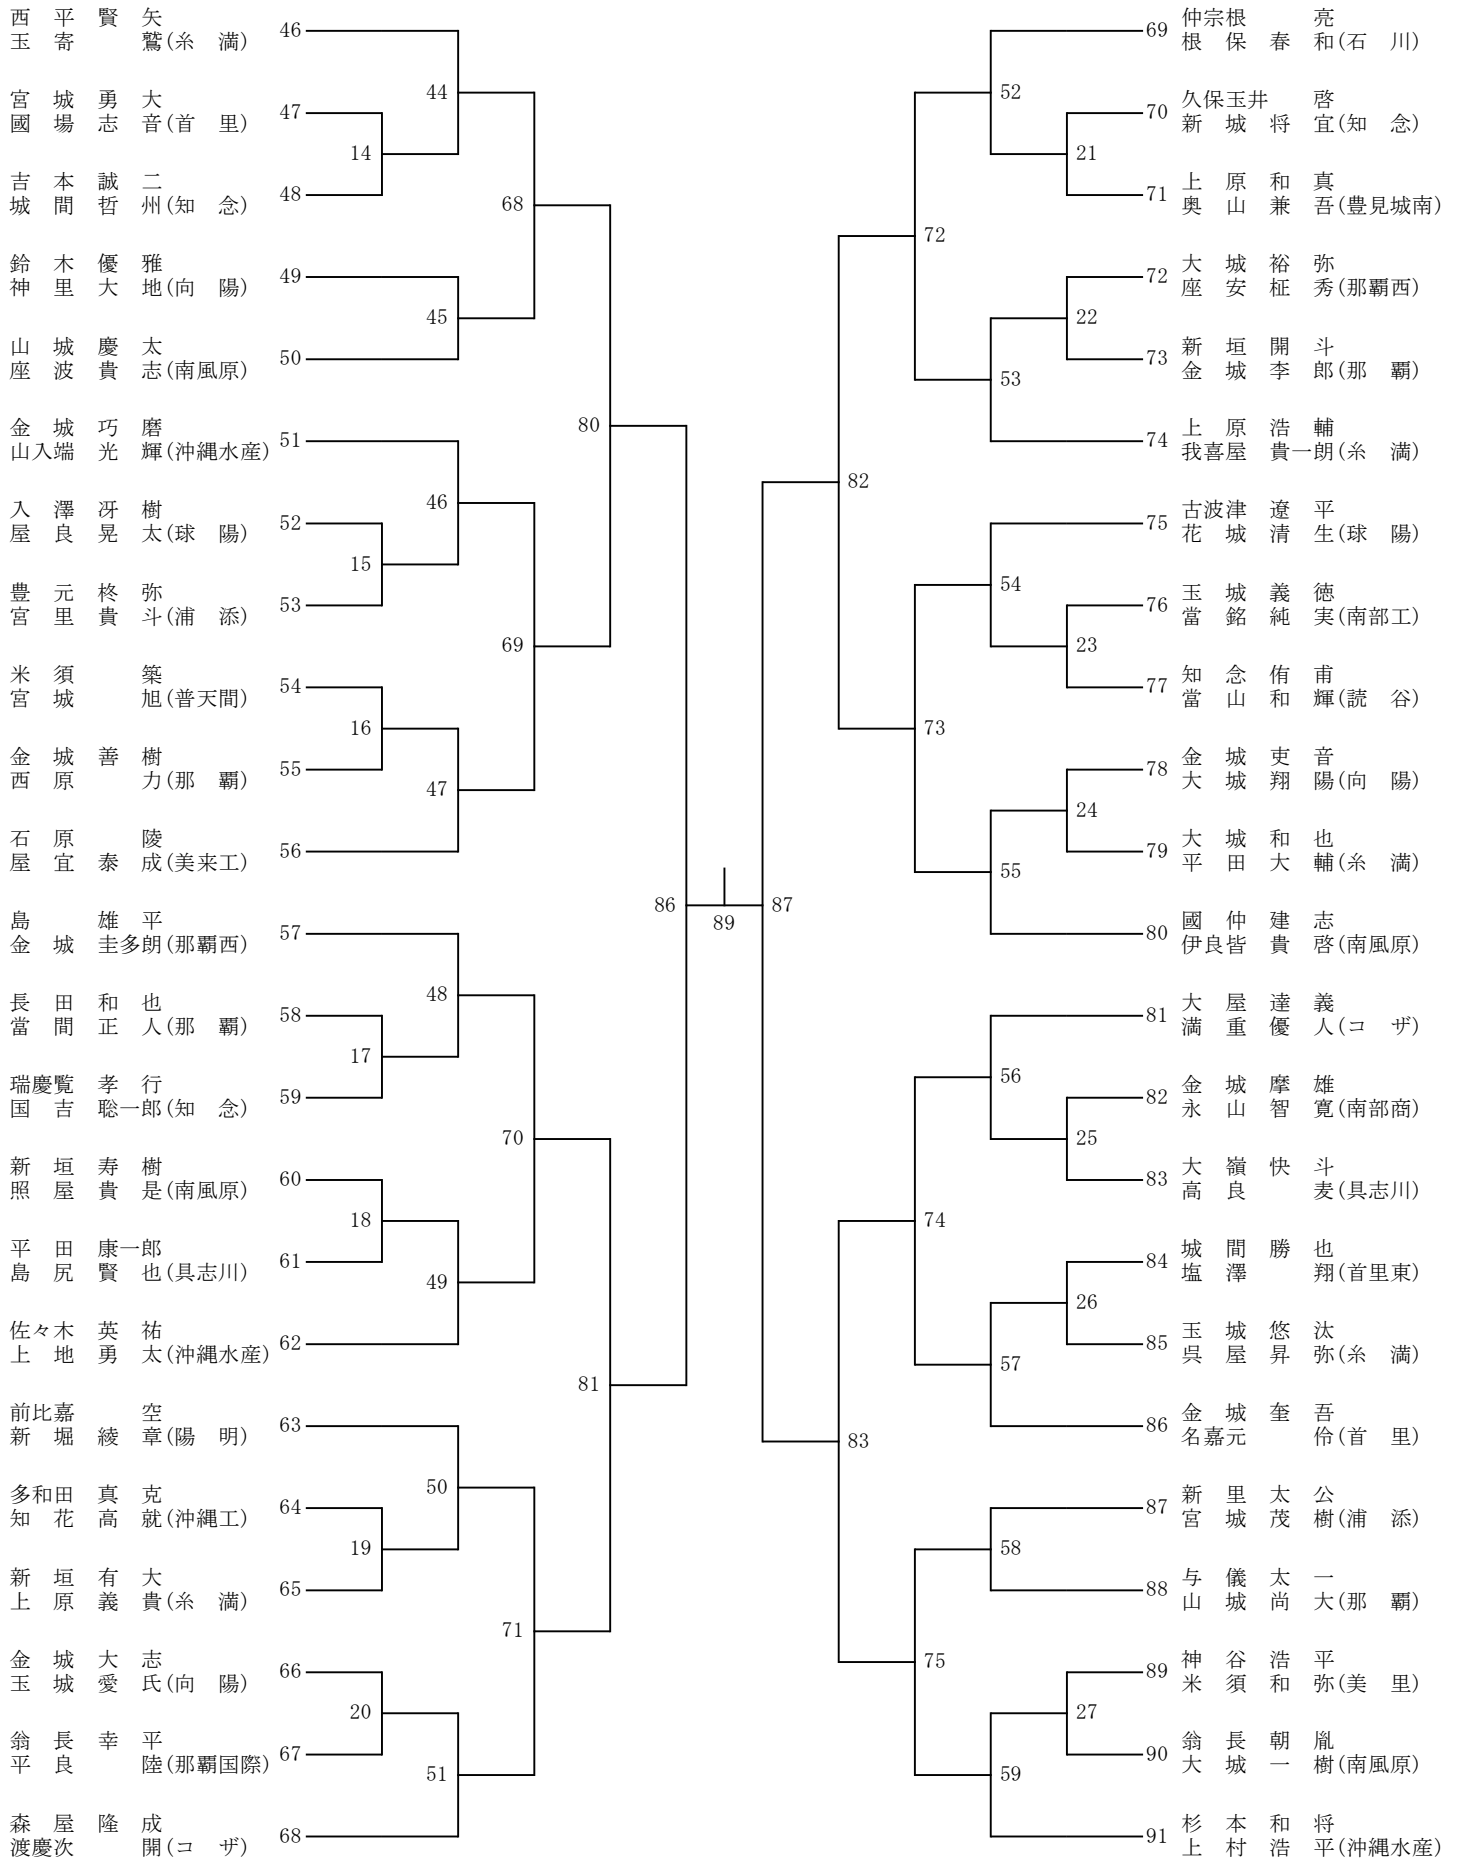 西　平　賢　矢
玉　寄　　　鷲(糸　満)
46
宮　城　勇　大
國　場　志　音(首　里)
47
吉　本　誠　二
城　間　哲　州(知　念)
48
鈴　木　優　雅
神　里　大　地(向　陽)
49
山　城　慶　太
座　波　貴　志(南風原)
50
金　城　巧　磨
山入端　光　輝(沖縄水産)
51
入　澤　冴　樹
屋　良　晃　太(球　陽)
52
豊　元　柊　弥
宮　里　貴　斗(浦　添)
53
米　須　　　築
宮　城　　　旭(普天間)
54
金　城　善　樹
西　原　　　力(那　覇)
55
石　原　　　陵
屋　宜　泰　成(美来工)
56
島　　　雄　平
金　城　圭多朗(那覇西)
57
長　田　和　也
當　間　正　人(那　覇)
58
瑞慶覧　孝　行
国　吉　聡一郎(知　念)
59
新　垣　寿　樹
照　屋　貴　是(南風原)
60
平　田　康一郎
島　尻　賢　也(具志川)
61
佐々木　英　祐
上　地　勇　太(沖縄水産)
62
前比嘉　　　空
新　堀　綾　章(陽　明)
63
多和田　真　克
知　花　高　就(沖縄工)
64
新　垣　有　大
上　原　義　貴(糸　満)
65
金　城　大　志
玉　城　愛　氏(向　陽)
66
翁　長　幸　平
平　良　　　陸(那覇国際)
67
森　屋　隆　成
渡慶次　　　開(コ　ザ)
68
14
15
16
17
18
19
20
44
45
46
47
48
49
50
51
68
69
70
71
80
81
86
89
87
82
83
72
73
74
75
52
53
54
55
56
57
58
59
21
22
23
24
25
26
27
69
仲宗根　　　亮
根　保　春　和(石　川)
70
久保玉井　　啓
新　城　将　宜(知　念)
71
上　原　和　真
奥　山　兼　吾(豊見城南)
72
大　城　裕　弥
座　安　柾　秀(那覇西)
73
新　垣　開　斗
金　城　李　郎(那　覇)
74
上　原　浩　輔
我喜屋　貴一朗(糸　満)
75
古波津　遼　平
花　城　清　生(球　陽)
76
玉　城　義　徳
當　銘　純　実(南部工)
77
知　念　侑　甫
當　山　和　輝(読　谷)
78
金　城　吏　音
大　城　翔　陽(向　陽)
79
大　城　和　也
平　田　大　輔(糸　満)
80
國　仲　建　志
伊良皆　貴　啓(南風原)
81
大　屋　達　義
満　重　優　人(コ　ザ)
82
金　城　摩　雄
永　山　智　寛(南部商)
83
大　嶺　快　斗
高　良　　　麦(具志川)
84
城　間　勝　也
塩　澤　　　翔(首里東)
85
玉　城　悠　汰
呉　屋　昇　弥(糸　満)
86
金　城　奎　吾
名嘉元　　　伶(首　里)
87
新　里　太　公
宮　城　茂　樹(浦　添)
88
与　儀　太　一
山　城　尚　大(那　覇)
89
神　谷　浩　平
米　須　和　弥(美　里)
90
翁　長　朝　胤
大　城　一　樹(南風原)
91
杉　本　和　将
上　村　浩　平(沖縄水産)